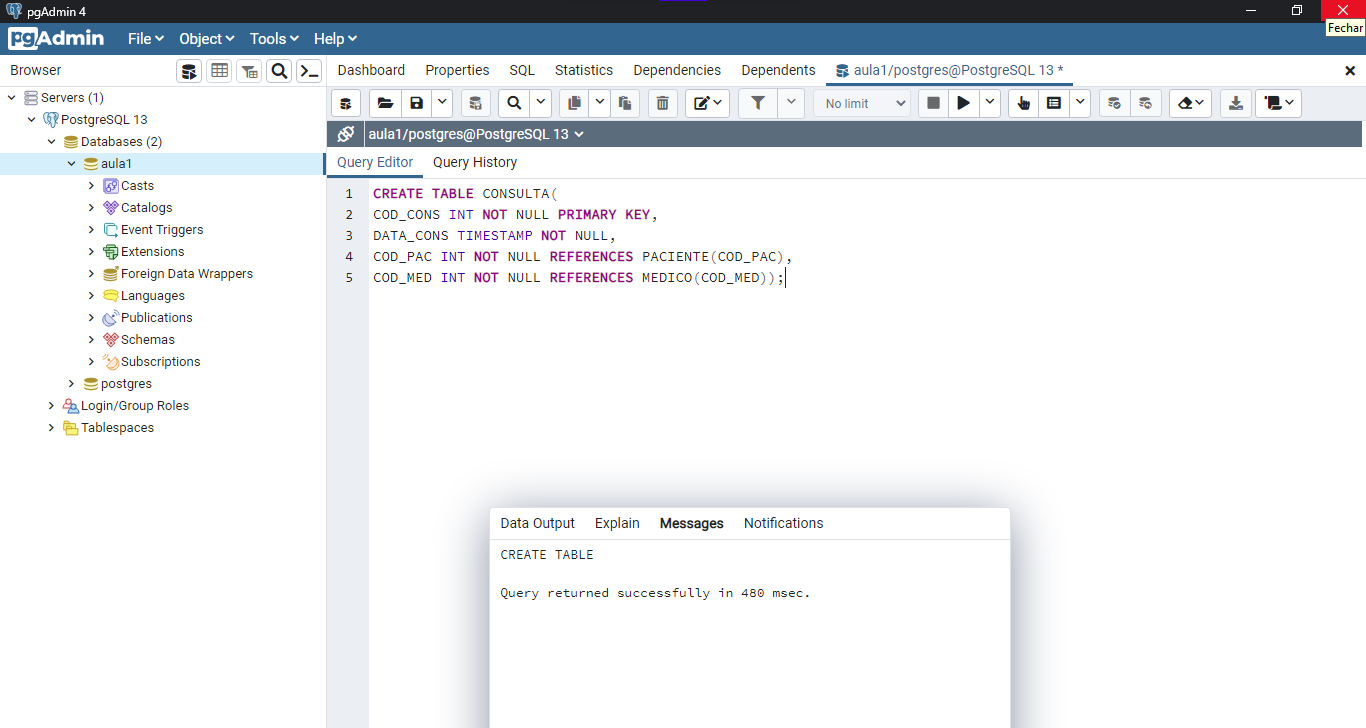 pgAdmin 4
Fechar
pgAdmin File Object Tools Help
Browser
Dashboard Properties SQL Statistics Dependencies Dependents aula1/postgres@PostgreSQL 13 *
No limit
aula1/postgres@PostgreSQL 13
Servers (1)
PostgreSQL 13
Databases (2)
aula1
Casts
Catalogs
Event Triggers
Extensions
Foreign Data Wrappers
Languages
Publications
Schemas
Subscriptions
postgres
Login/Group Roles
Tablespaces
Query Editor Query History
1 CREATE TABLE CONSULTA(
2 COD_CONS INT NOT NULL PRIMARY KEY,
3 DATA_CONS TIMESTAMP NOT NULL,
4 COD_PAC INT NOT NULL REFERENCES PACIENTE(COD_PAC),
5 COD_MED INT NOT NULL REFERENCES MEDICO(COD_MED));
Data Output Explain Messages Notifications
CREATE TABLE
Query returned successfully in 480 msec.